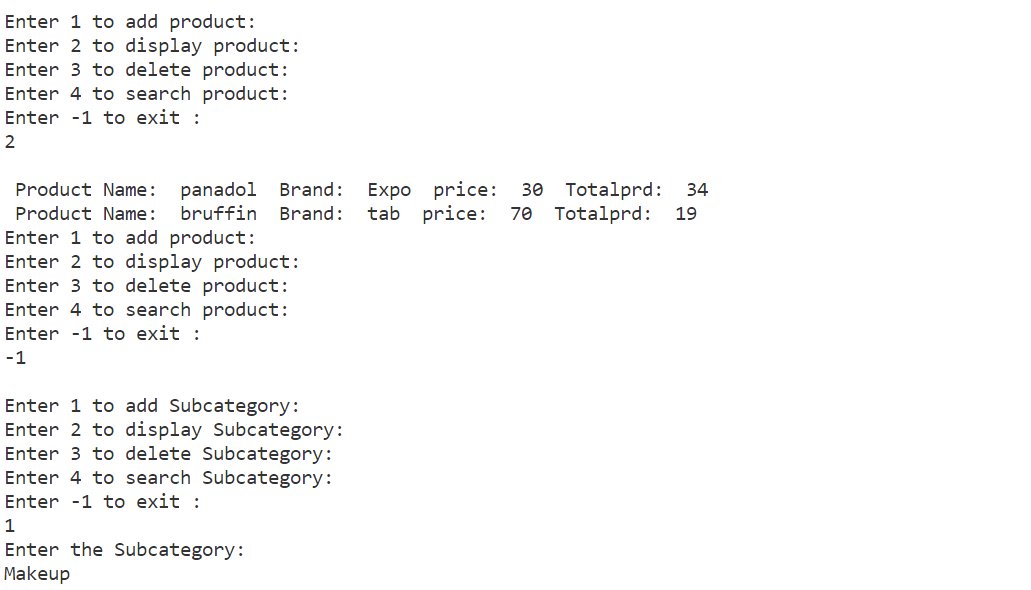 Enter 1 to add product:
Enter 2 to display product:
Enter 3 to delete product:
Enter 4 to search product:
Enter -1 to exit :
2
Product Name:  panadol  Brand:  Expo  price:  30  Totalprd:  34
Product Name:  bruffin  Brand:  tab  price:  70  Totalprd:  19
Enter 1 to add product:
Enter 2 to display product:
Enter 3 to delete product:
Enter 4 to search product:
Enter -1 to exit :
-1
Enter 1 to add Subcategory:
Enter 2 to display Subcategory:
Enter 3 to delete Subcategory:
Enter 4 to search Subcategory:
Enter -1 to exit :
1
Enter the Subcategory:
Makeup